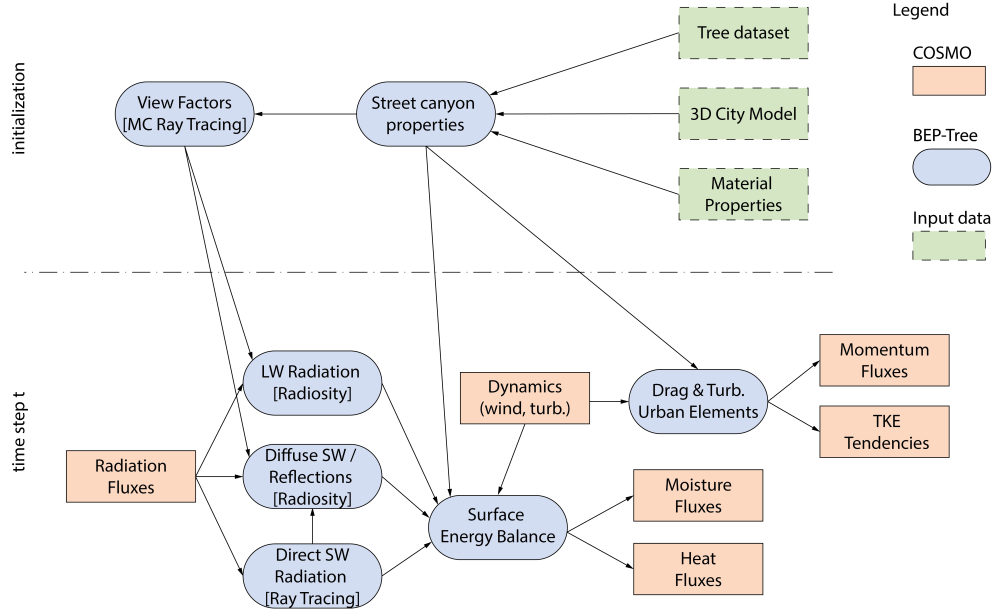 Legend
Tree dataset
COSMO
initialization
View Factors
[MC Ray Tracing]
Street canyon
properties
3D City Model
BEP-Tree
Material
Properties
Input data
time step t
LW Radiation
[Radiosity]
Dynamics
(wind, turb.)
Drag & Turb.
Urban Elements
Momentum
Fluxes
TKE
Tendencies
Radiation
Fluxes
Diffuse SW /
Reflections
[Radiosity]
Surface
Energy Balance
Moisture
Fluxes
Direct SW
Radiation
[Ray Tracing]
Heat
Fluxes